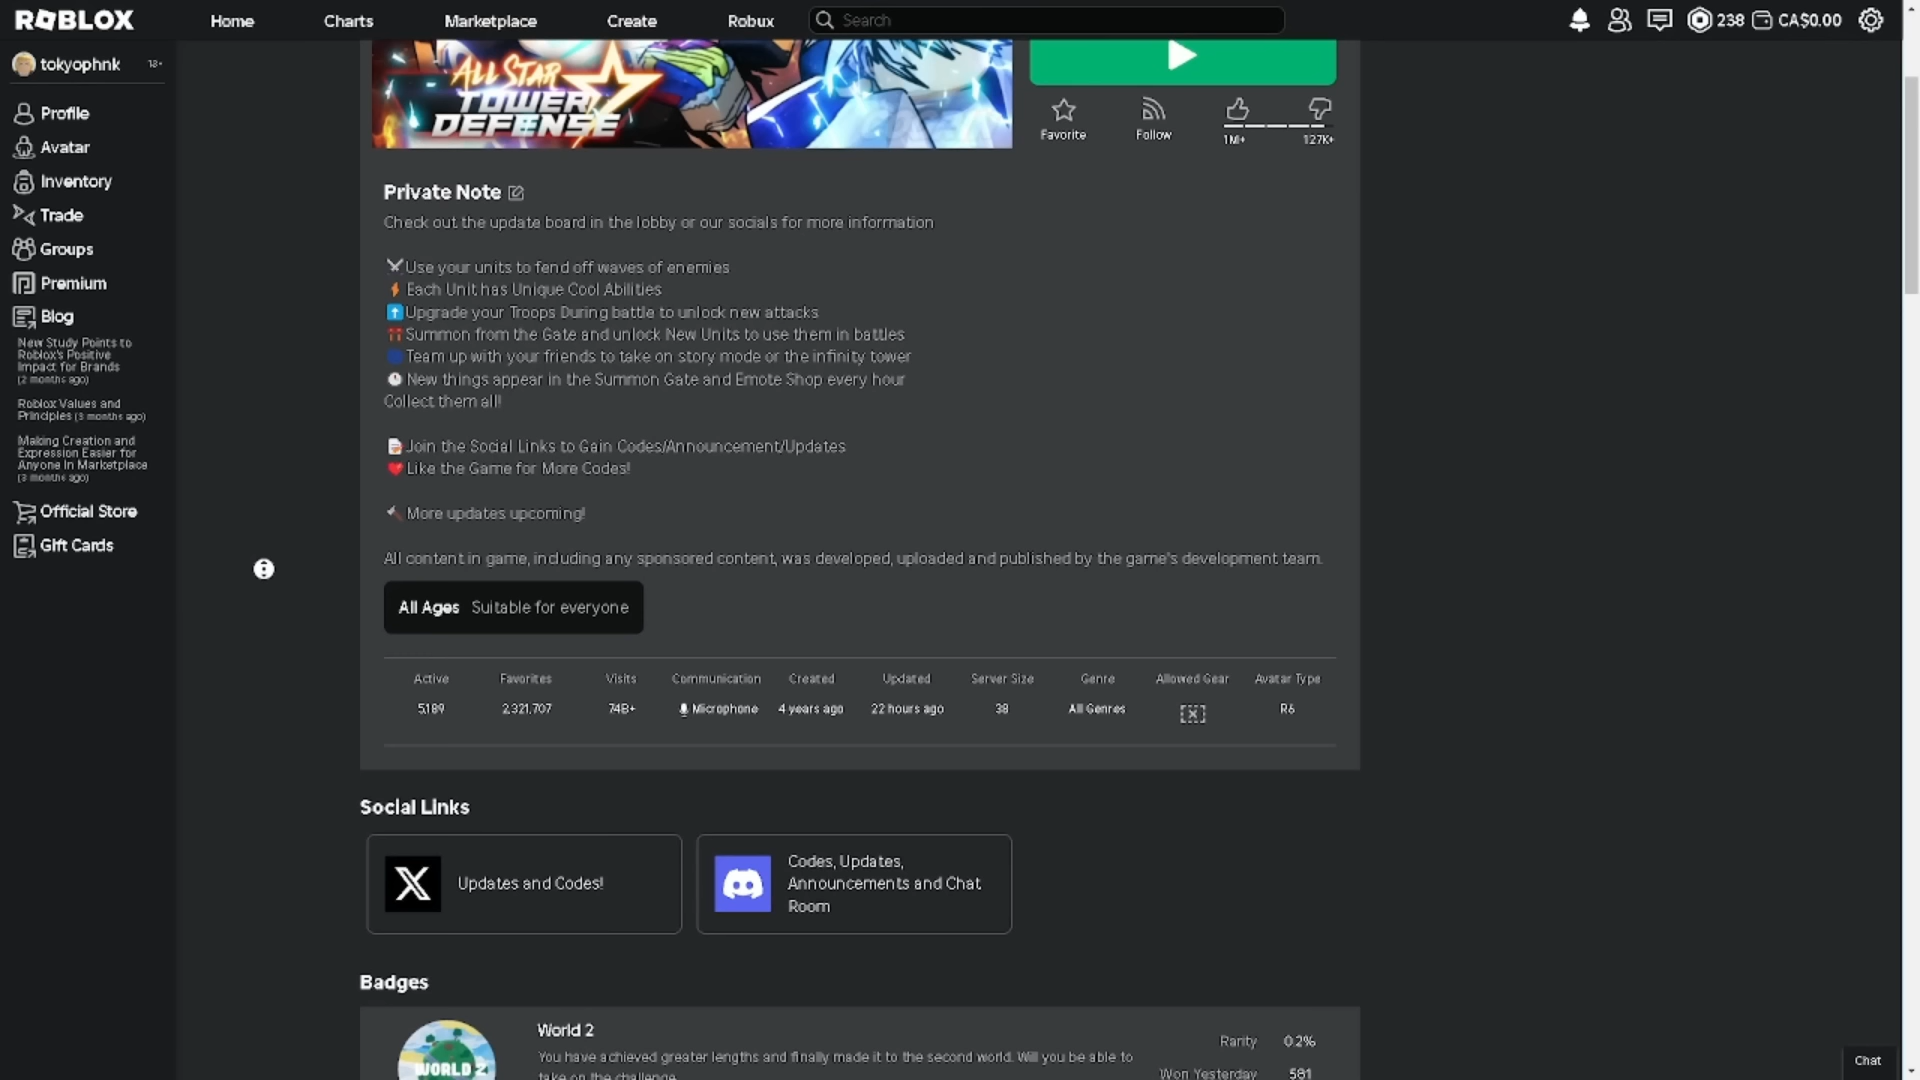 ROBLOX
Home
Charts
Marketplace
Create
Robux
Search
238
CA$0.00
tokyophnk
13+
Profile
Avatar
Inventory
Trade
Groups
Premium
Blog
New Study Points to
Roblox's Positive
Impact for Brands
(2 months ago)
Roblox Values and
Principles (3 months ago)
Making Creation and
Expression Easier for
Anyone in Marketplace
(3 months ago)
Official Store
Gift Cards
ALL STAR
TOWER
DEFENSE
Favorite
Follow
1M+
127K+
Private Note
Check out the update board in the lobby or our socials for more information
Use your units to fend off waves of enemies
Each Unit has Unique Cool Abilities
Upgrade your Troops During battle to unlock new attacks
Summon from the Gate and unlock New Units to use them in battles
Team up with your friends to take on story mode or the infinity tower
New things appear in the Summon Gate and Emote Shop every hour
Collect them all!
Join the Social Links to Gain Codes/Announcement/Updates
Like the Game for More Codes!
More updates upcoming!
All content in game, including any sponsored content, was developed, uploaded and published by the game's development team.
All Ages Suitable for everyone
Active Favorites Visits Communication Created Updated Server Size Genre Allowed Gear Avatar Type
5,189 2,321,707 7.4B+ Microphone 4 years ago 22 hours ago 38 All Genres R6
Social Links
Updates and Codes!
Codes, Updates,
Announcements and Chat
Room
Badges
WORLD 2
World 2
You have achieved greater lengths and finally made it to the second world. Will you be able to
take on the challenge
Rarity 0.2%
Won Yesterday 581
Chat